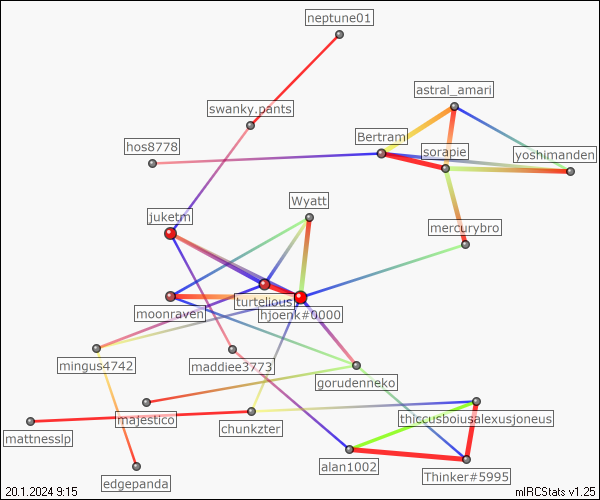 neptune01
astral_amari
swanky.pants
Bertram
hos8778
sorapie
yoshimanden
Wyatt
juketm
mercurybro
turtelious
moonraven
hjoenk#0000
mingus4742
maddiee3773
gorudenneko
majestico
thiccusboiusalexusjoneus
chunkzter
mattnesslp
alan1002
Thinker#5995
edgepanda
20.1.2024 9:15
mIRCStats v1.25